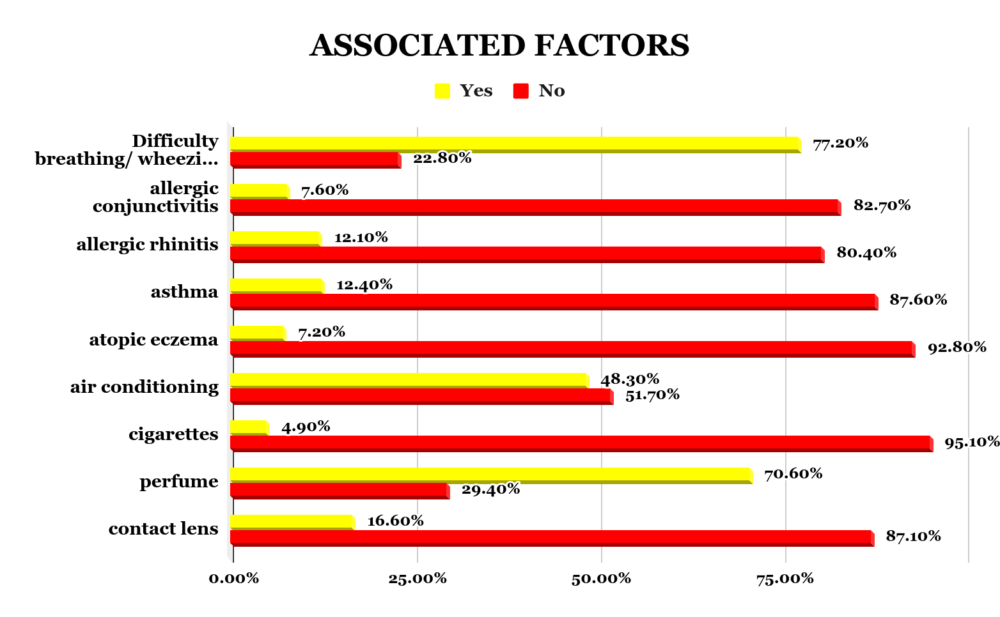 ASSOCIATED FACTORS
Yes No
Difficulty
breathing/ wheezi...
77.20%
22.80%
allergic
conjunctivitis
7.60%
82.70%
allergic rhinitis
12.10%
80.40%
asthma
12.40%
87.60%
atopic eczema
7.20%
92.80%
air conditioning
48.30%
51.70%
cigarettes
4.90%
95.10%
perfume
70.60%
29.40%
contact lens
16.60%
87.10%
0.00% 25.00% 50.00% 75.00%